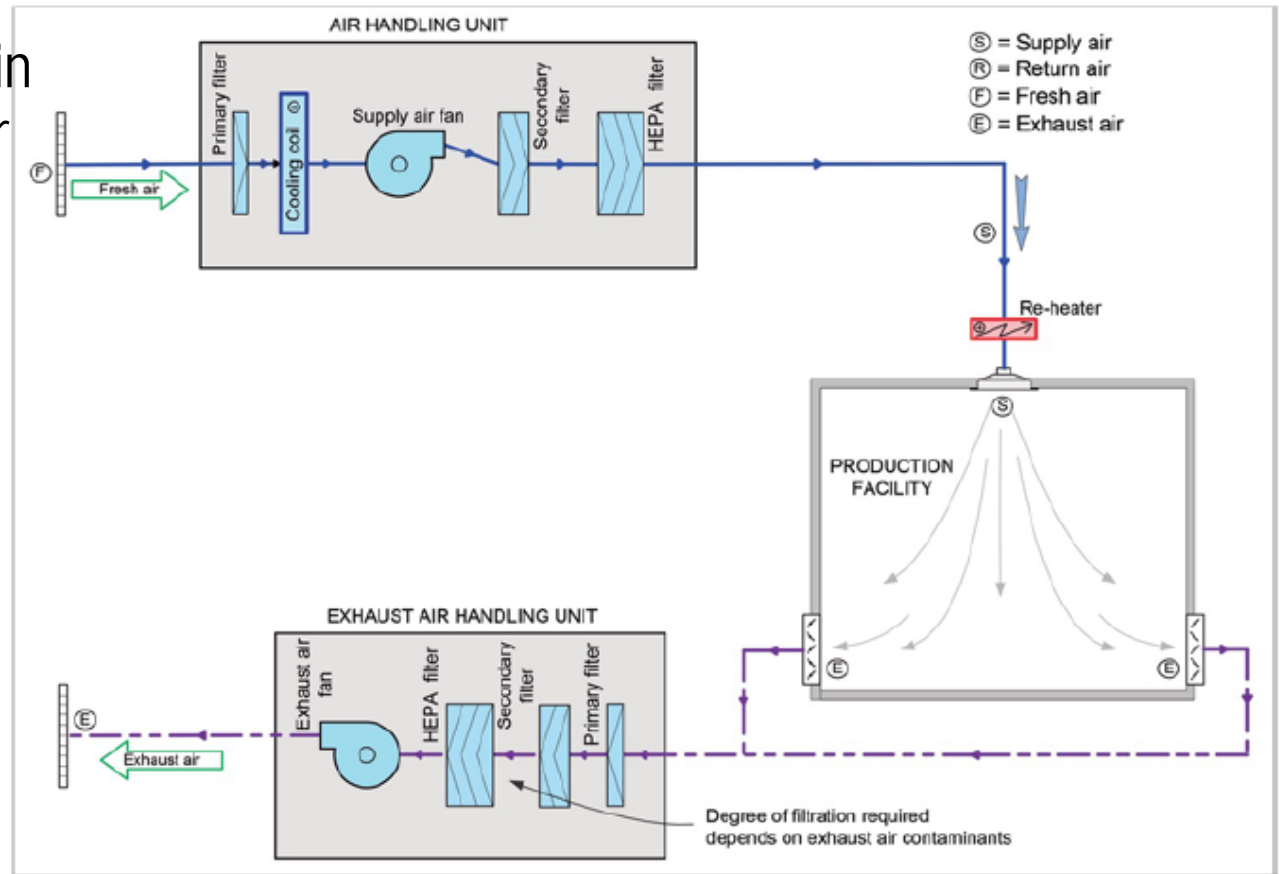 in
AIR HANDLING UNIT
Ⓢ = Supply air
Ⓡ = Return air
Ⓕ = Fresh air
Ⓔ = Exhaust air
Primary filter
Cooling coil
Supply air fan
Secondary
filter
HEPA filter
F
Fresh air
S
Re-heater
S
PRODUCTION
FACILITY
E
E
EXHAUST AIR HANDLING UNIT
Exhaust air
fan
HEPA filter
Secondary
filter
Primary filter
E
Exhaust air
Degree of filtration required
depends on exhaust air contaminants